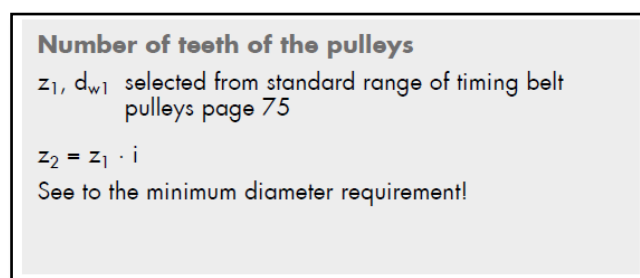 Number of teeth of the pulleys
z₁, d_w1 selected from standard range of timing belt
pulleys page 75
z₂ = z₁ · i
See to the minimum diameter requirement!